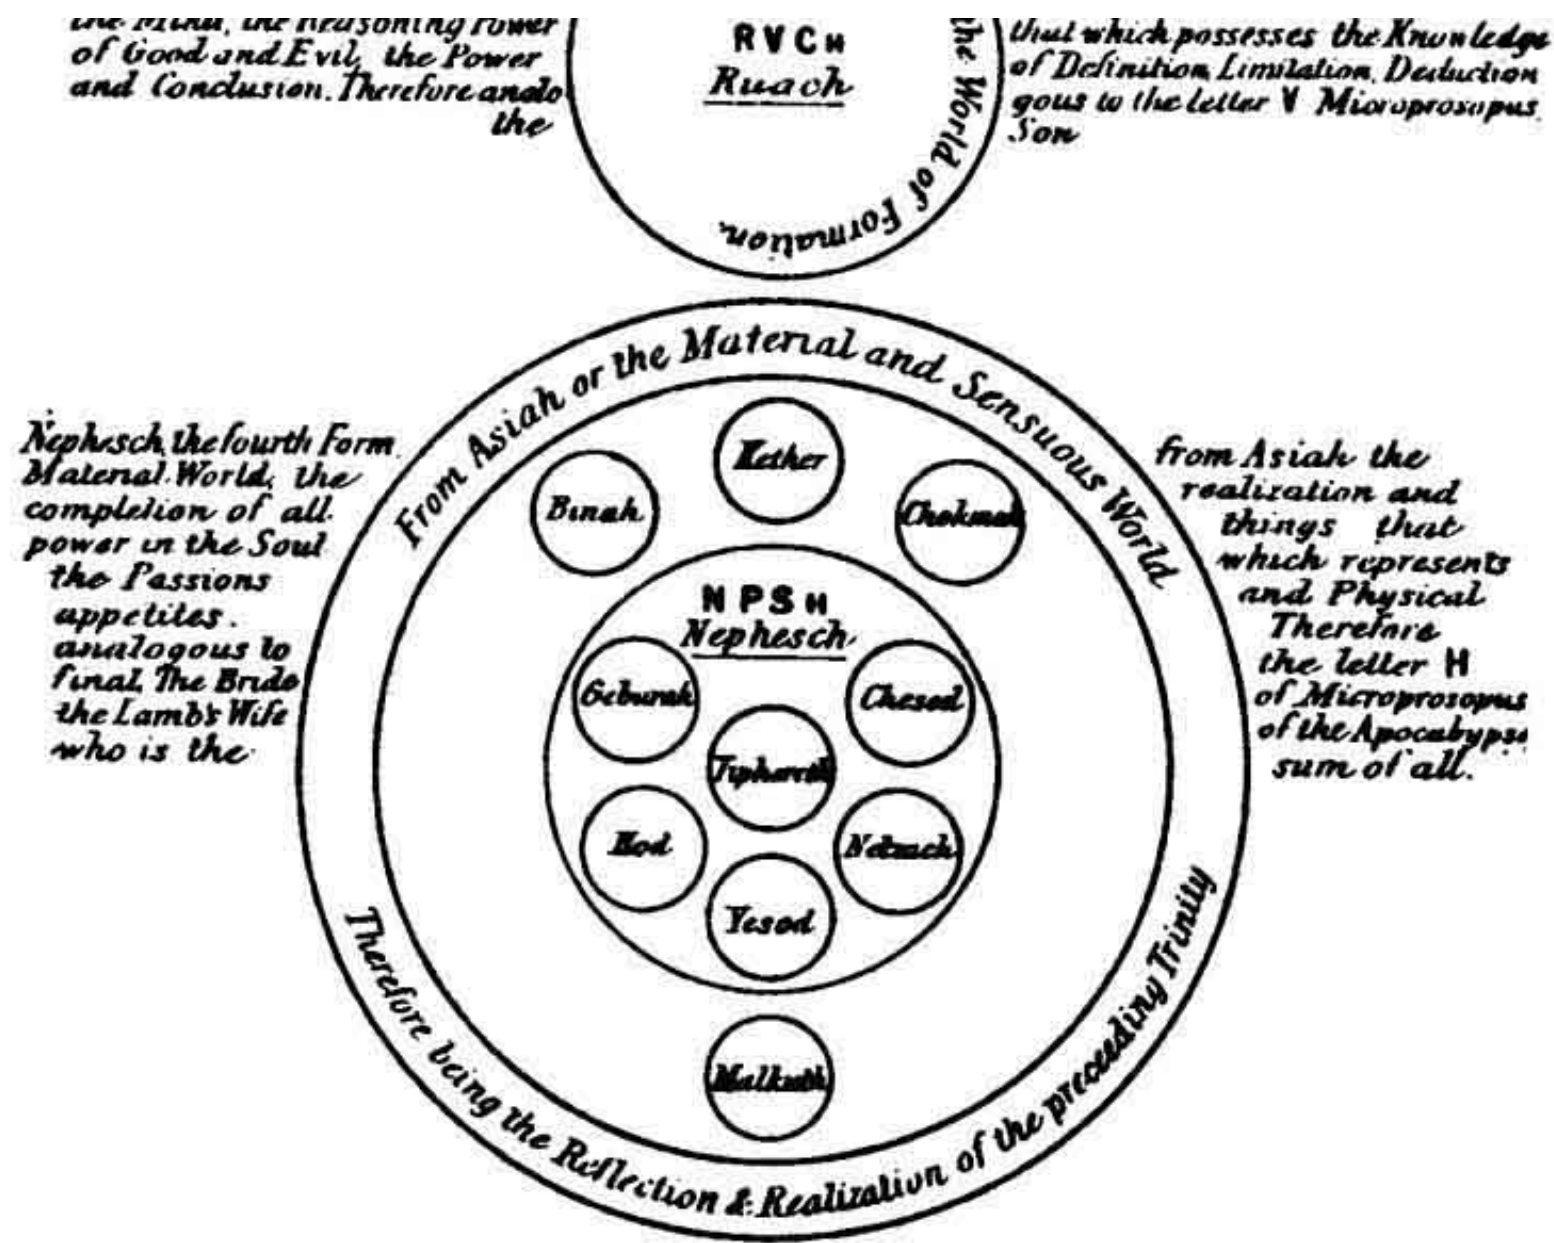 the Mind, the Reasoning Power
of Good and Evil, the Power
and Conclusion. Therefore analo
the
RVCH
Ruach
the World of Formation.
that which possesses the Knowledge
of Definition, Limitation, Deduction
gous to the letter V Microprosopus.
Son
From Asiah or the Material and Sensuous World
Nephesch, the fourth Form.
Material World, the
completion of all
power in the Soul
the Passions
appetites.
analogous to
final, The Bride
the Lamb's Wife
who is the
from Asiah the
realization and
things that
which represents
and Physical
Therefore
the letter H
of Microprosopus
of the Apocabypse
sum of all.
Kether
Binah
Chokmah
NPSH
Nephesch
Geburah
Chesed
Tiphereth
Hod
Netzach
Yesod
Malkuth
Therefore being the Reflection & Realization of the preceeding Trinity